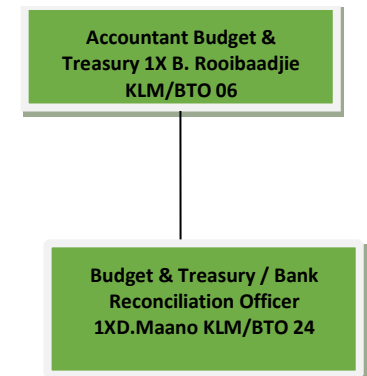 Accountant Budget &
Treasury 1X B. Rooibaadjie
KLM/BTO 06
Budget & Treasury / Bank
Reconciliation Officer
1XD.Maano KLM/BTO 24